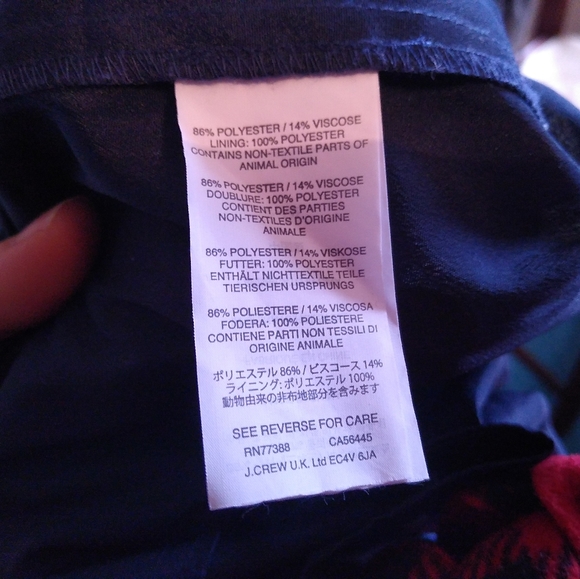 86% POLYESTER / 14% VISCOSE
LINING: 100% POLYESTER
CONTAINS NON-TEXTILE PARTS OF
ANIMAL ORIGIN
86% POLYESTER / 14% VISCOSE
DOUBLURE: 100% POLYESTER
CONTIENT DES PARTIES
NON-TEXTILES D'ORIGINE
ANIMALE
86% POLYESTER / 14% VISKOSE
FUTTER: 100% POLYESTER
ENTHÄLT NICHTTEXTILE TEILE
TIERISCHEN URSPRUNGS
86% POLIESTERE / 14% VISCOSA
FODERA: 100% POLIESTERE
CONTIENE PARTI NON TESSILI DI
ORIGINE ANIMALE
ポリエステル 86% / ビスコース 14%
ライニング: ポリエステル 100%
動物由来の非布地部分を含みます
SEE REVERSE FOR CARE
RN77388 CA56445
J.CREW U.K. Ltd EC4V 6JA